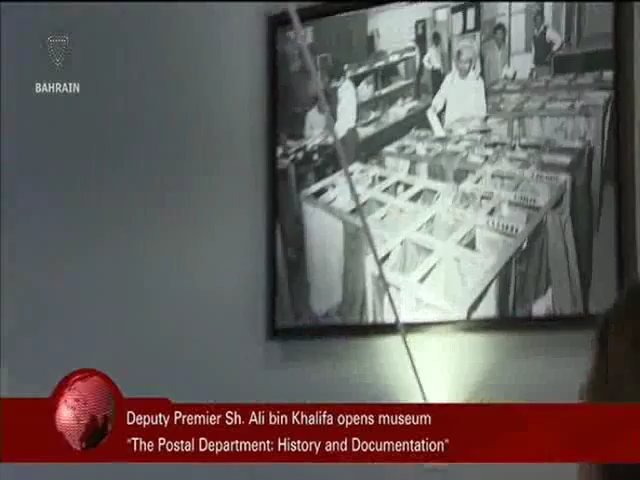 BAHRAIN
Deputy Premier Sh. Ali bin Khalifa opens museum
"The Postal Department: History and Documentation"